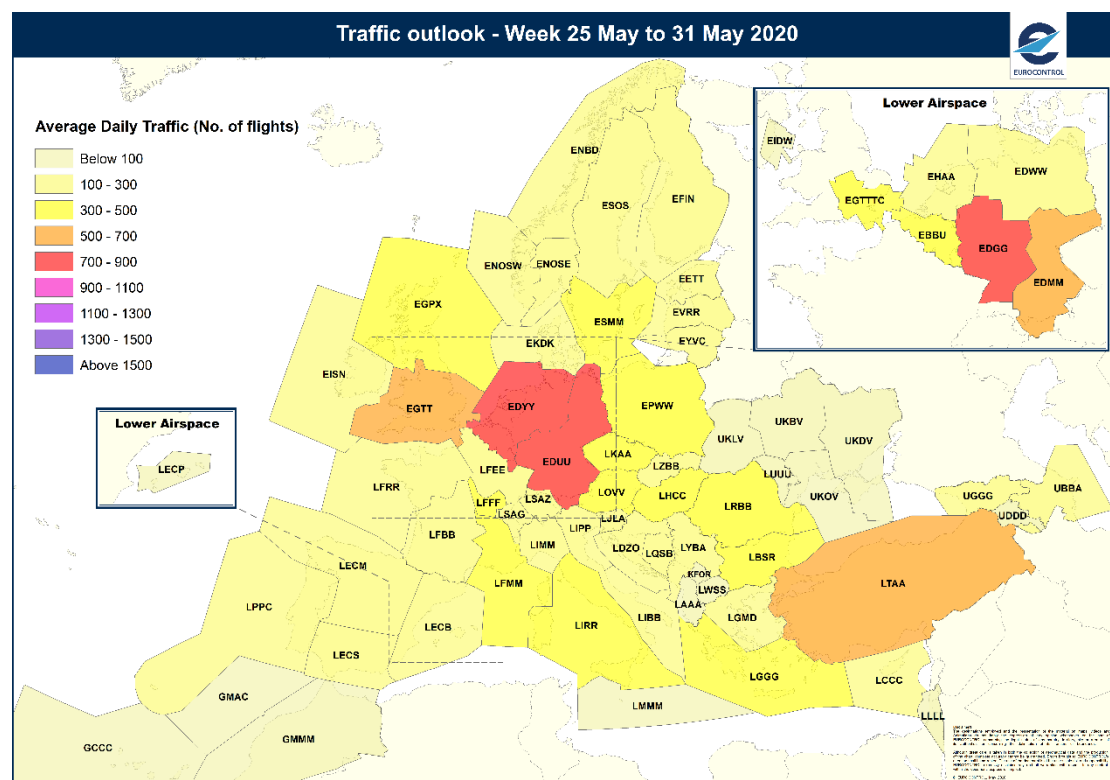 Traffic outlook - Week 25 May to 31 May 2020
EUROCONTROL
Average Daily Traffic (No. of flights)
Below 100
100 - 300
300 - 500
500 - 700
700 - 900
900 - 1100
1100 - 1300
1300 - 1500
Above 1500
Lower Airspace
EIDW
EHAA
EDWW
EGTTTC
EBBU
EDGG
EDMM
Lower Airspace
LECP
ENBD
ESOS
EFIN
ENOSW
ENOSE
EETT
EGPX
ESMM
EVRR
EKDK
EYVC
EISN
EGTT
EDYY
EPWW
UKBV
UKLV
UKDV
EDUU
LKAA
LFEE
LZBB
LUUU
LFRR
LFFF
LSAZ
LOVV
LHCC
UKOV
UBBA
LSAG
LJLA
LRBB
UGGG
UDDD
LFBB
LIPP
LIMM
LDZO
LQSB
LYBA
LBSR
LECM
LFMM
KFOR
LWSS
LTAA
LPPC
LAAA
LECB
LIRR
LIBB
LGMD
LECS
LGGG
LCCC
GMAC
LMMM
LLLL
GCCC
GMMM